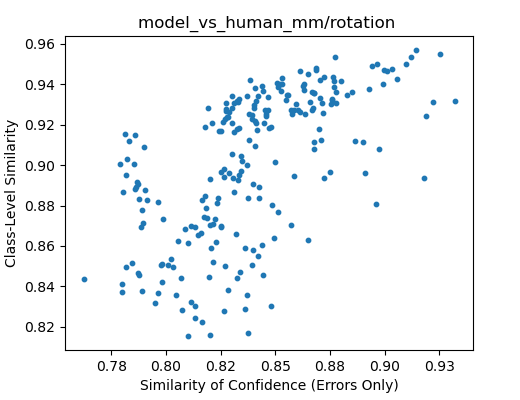 model_vs_human_mm/rotation
0.96
0.94
0.92
0.90
0.88
0.86
0.84
0.82
Class-Level Similarity
0.78 0.80 0.82 0.85 0.88 0.90 0.93
Similarity of Confidence (Errors Only)